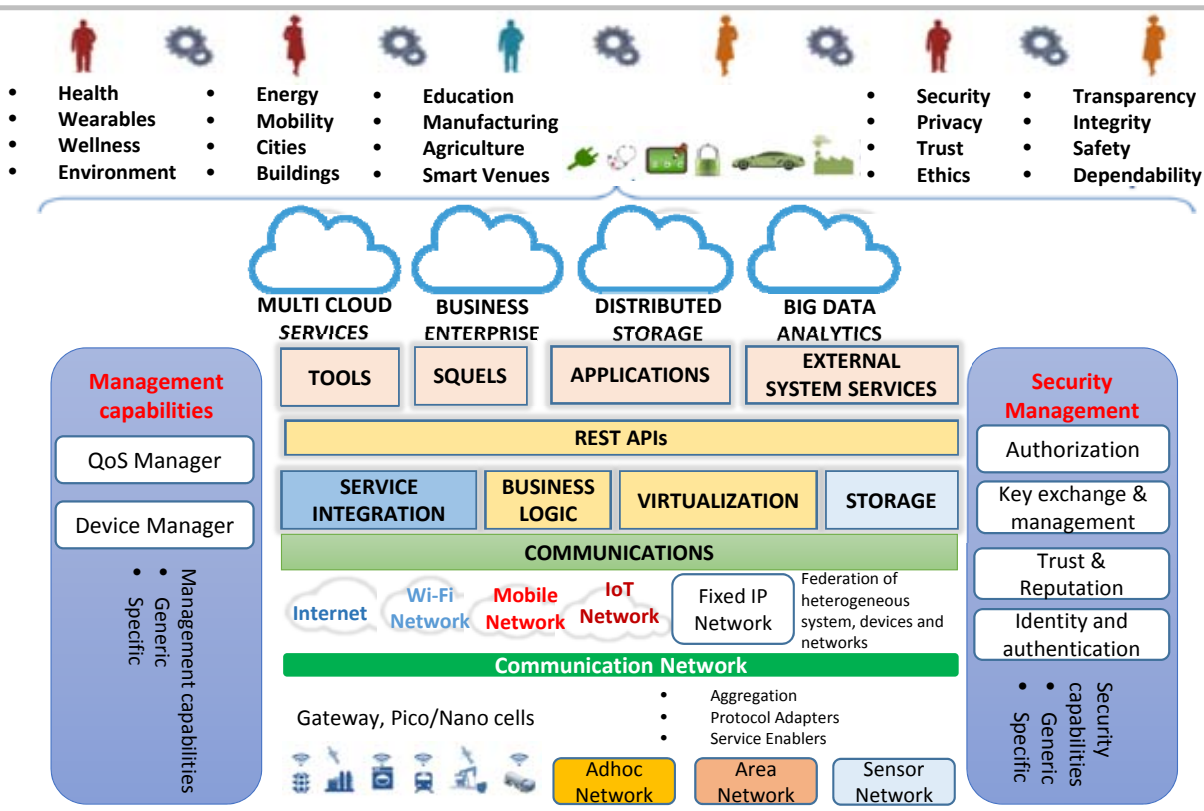 • Health
• Wearables
• Wellness
• Environment
• Energy
• Mobility
• Cities
• Buildings
• Education
• Manufacturing
• Agriculture
• Smart Venues
• Security
• Privacy
• Trust
• Ethics
• Transparency
• Integrity
• Safety
• Dependability
MULTI CLOUD
SERVICES
BUSINESS
ENTERPRISE
DISTRIBUTED
STORAGE
BIG DATA
ANALYTICS
Management
capabilities
QoS Manager
Device Manager
Management capabilities
• Generic
• Specific
TOOLS
SQUELS
APPLICATIONS
EXTERNAL
SYSTEM SERVICES
REST APIs
SERVICE
INTEGRATION
BUSINESS
LOGIC
VIRTUALIZATION
STORAGE
COMMUNICATIONS
Internet
Wi-Fi
Network
Mobile
Network
IoT
Network
Fixed IP
Network
Federation of
heterogeneous
system, devices and
networks
Communication Network
Gateway, Pico/Nano cells
• Aggregation
• Protocol Adapters
• Service Enablers
Adhoc
Network
Area
Network
Sensor
Network
Security
Management
Authorization
Key exchange &
management
Trust &
Reputation
Identity and
authentication
Security
capabilities
• Generic
• Specific